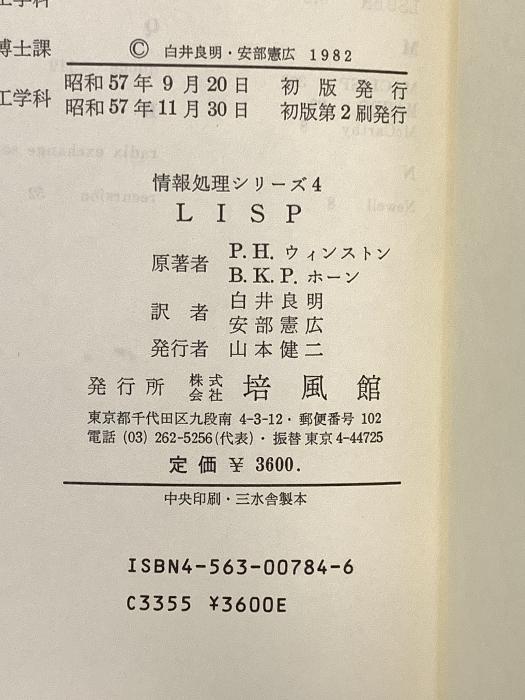 工学科
博士課
工学科
© 白井良明・安部憲広 1982
昭和57年9月20日 初版発行
昭和57年11月30日 初版第2刷発行
情報処理シリーズ4
LISP
原著者 P.H.ウィンストン
B.K.P.ホーン
訳者 白井良明
安部憲広
発行者 山本健二
発行所 株式会社 培風館
東京都千代田区九段南4-3-12・郵便番号102
電話(03)262-5256(代表)・振替東京4-44725
定価 ¥3600.
中央印刷・三水舎製本
ISBN4-563-00784-6
C3355 ¥3600E